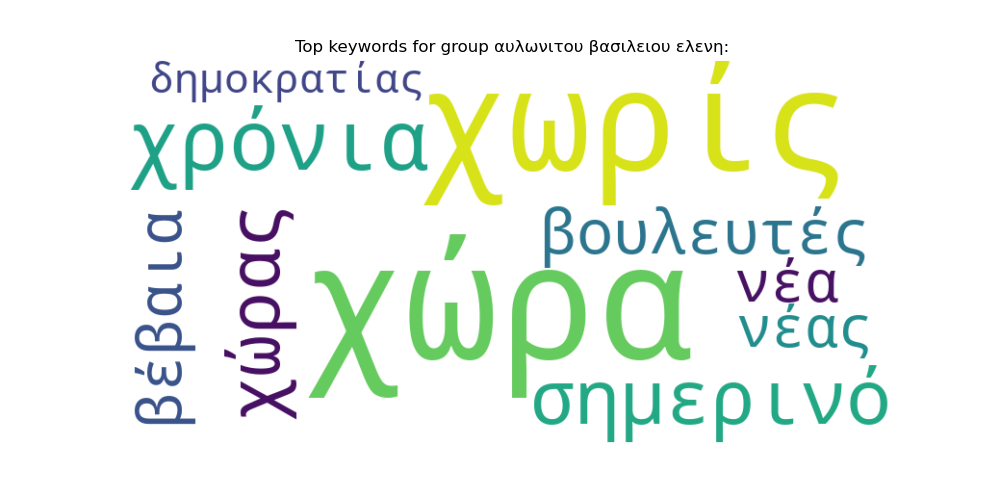 Top keywords for group αυλωνιτου βασιλειου ελενη:
δημοκρατίας
χωρίς
χρόνια
βουλευτές
βέβαια
χώρας
χώρα
νέα
νέας
σημερινό